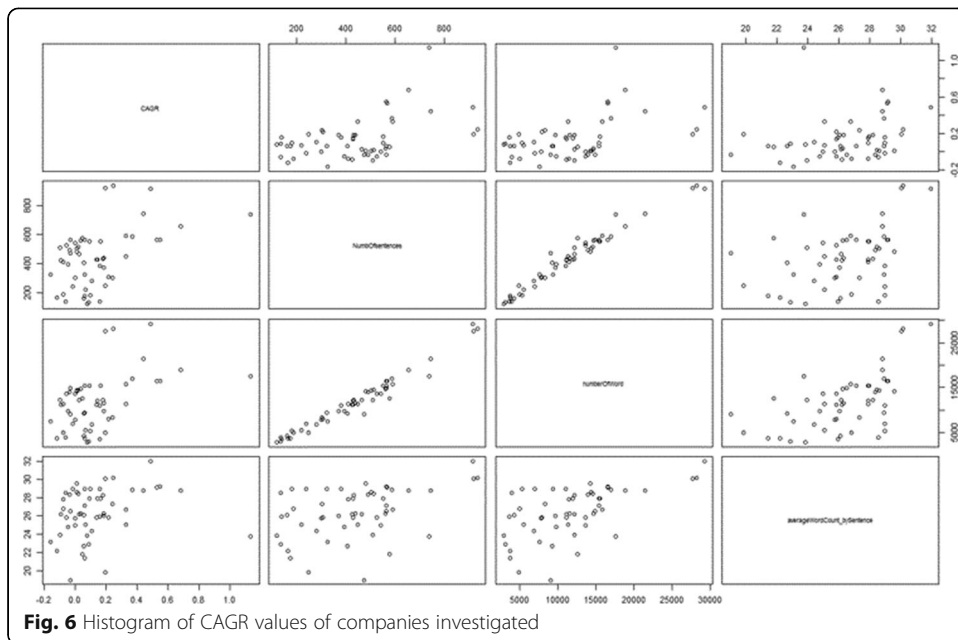 200 400 600 800
20 22 24 26 28 30 32
CAGR
-0.2 0.2 0.6 1.0
200 400 600 800
NumbOfsentences
numberOfWord
5000 15000 25000
20 22 24 26 28 30 32
averageWordCount_bySentence
-0.2 0.0 0.2 0.4 0.6 0.8 1.0
5000 10000 15000 20000 25000 30000
Fig. 6 Histogram of CAGR values of companies investigated